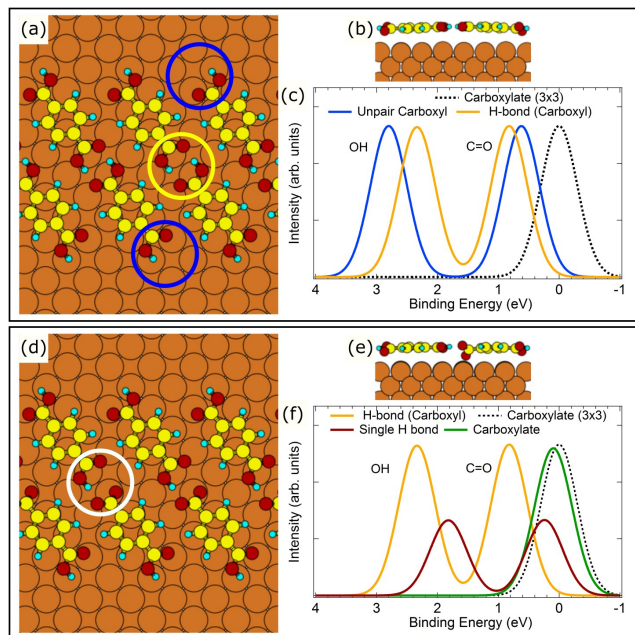 (a)
(b)
(c)
Carboxylate (3x3)
Unpair Carboxyl H-bond (Carboxyl)
OH
C=O
Intensity (arb. units)
4 3 2 1 0 -1
Binding Energy (eV)
(d)
(e)
(f)
H-bond (Carboxyl) Carboxylate (3x3)
Single H bond Carboxylate
OH
C=O
Intensity (arb. units)
4 3 2 1 0 -1
Binding Energy (eV)